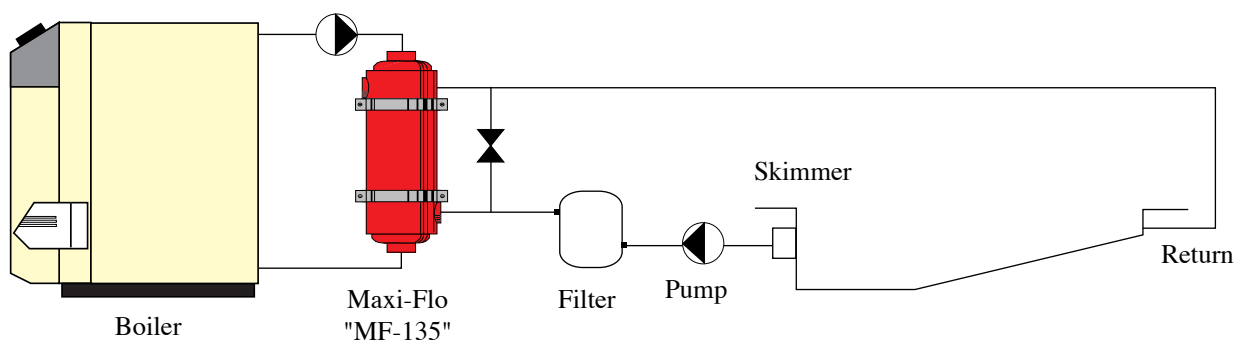 Skimmer
Return
Maxi-Flo
"MF-135"
Filter
Pump
Boiler